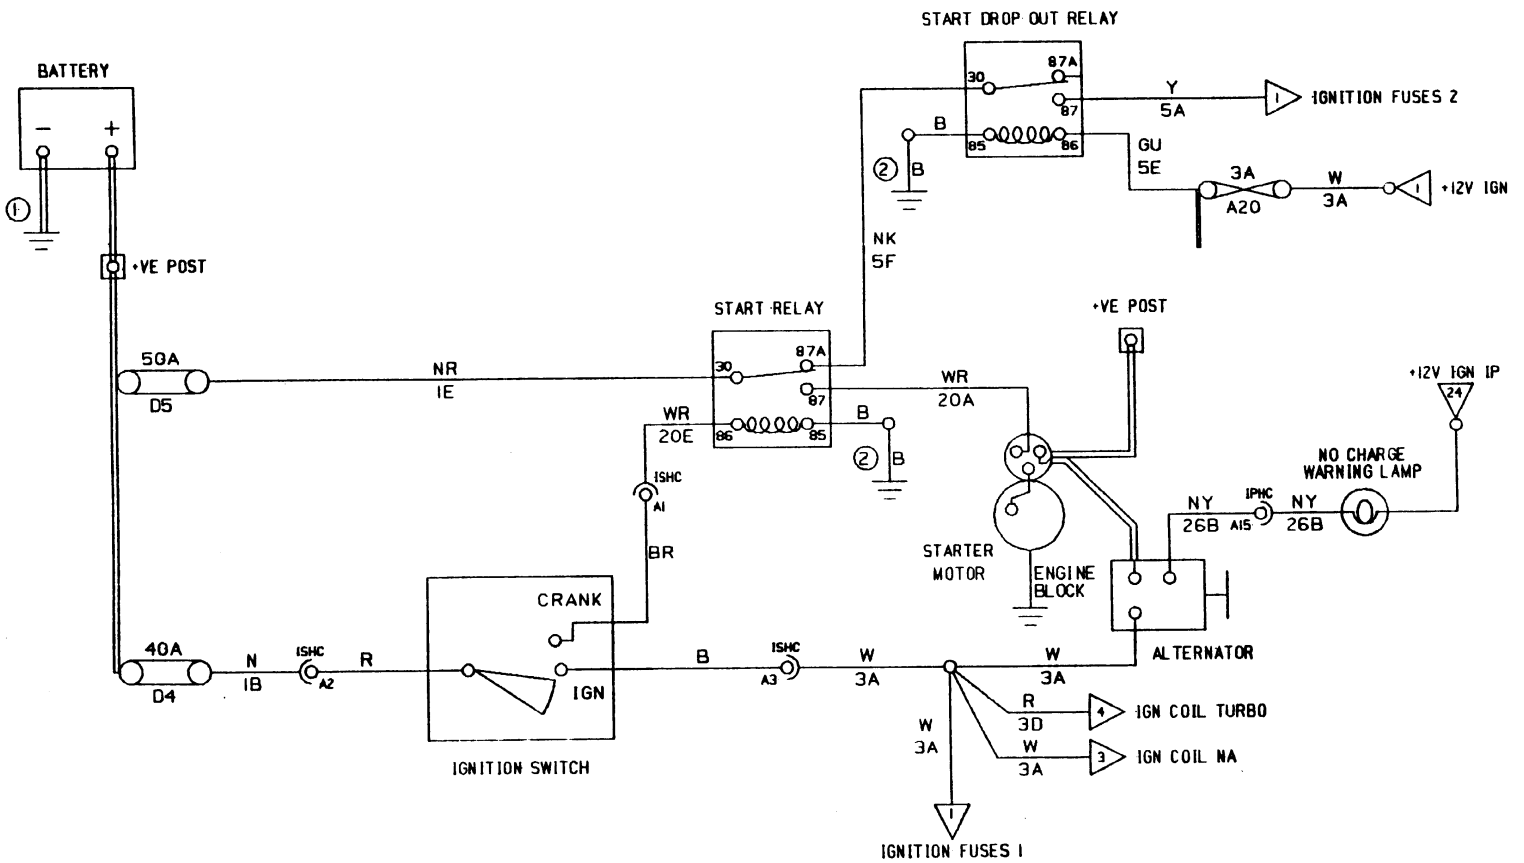 START DROP OUT RELAY
BATTERY
- +
30
87A
87
85
86
Y
5A
1
IGNITION FUSES 2
B
2
B
GU
5E
3A
A20
W
3A
1
+12V IGN
1
+VE POST
NK
5F
START RELAY
+VE POST
50A
D5
NR
1E
30
87A
87
86
85
WR
20A
+12V IGN IP
24
WR
20E
B
2
B
NO CHARGE
WARNING LAMP
ISHC
A1
BR
NY
26B
IPHC
A15
NY
26B
STARTER
MOTOR
ENGINE
BLOCK
CRANK
ALTERNATOR
40A
D4
N
1B
ISHC
A2
R
IGN
B
ISHC
A3
W
3A
W
3A
R
3D
4
IGN COIL TURBO
W
3A
W
3A
3
IGN COIL NA
IGNITION SWITCH
1
IGNITION FUSES 1